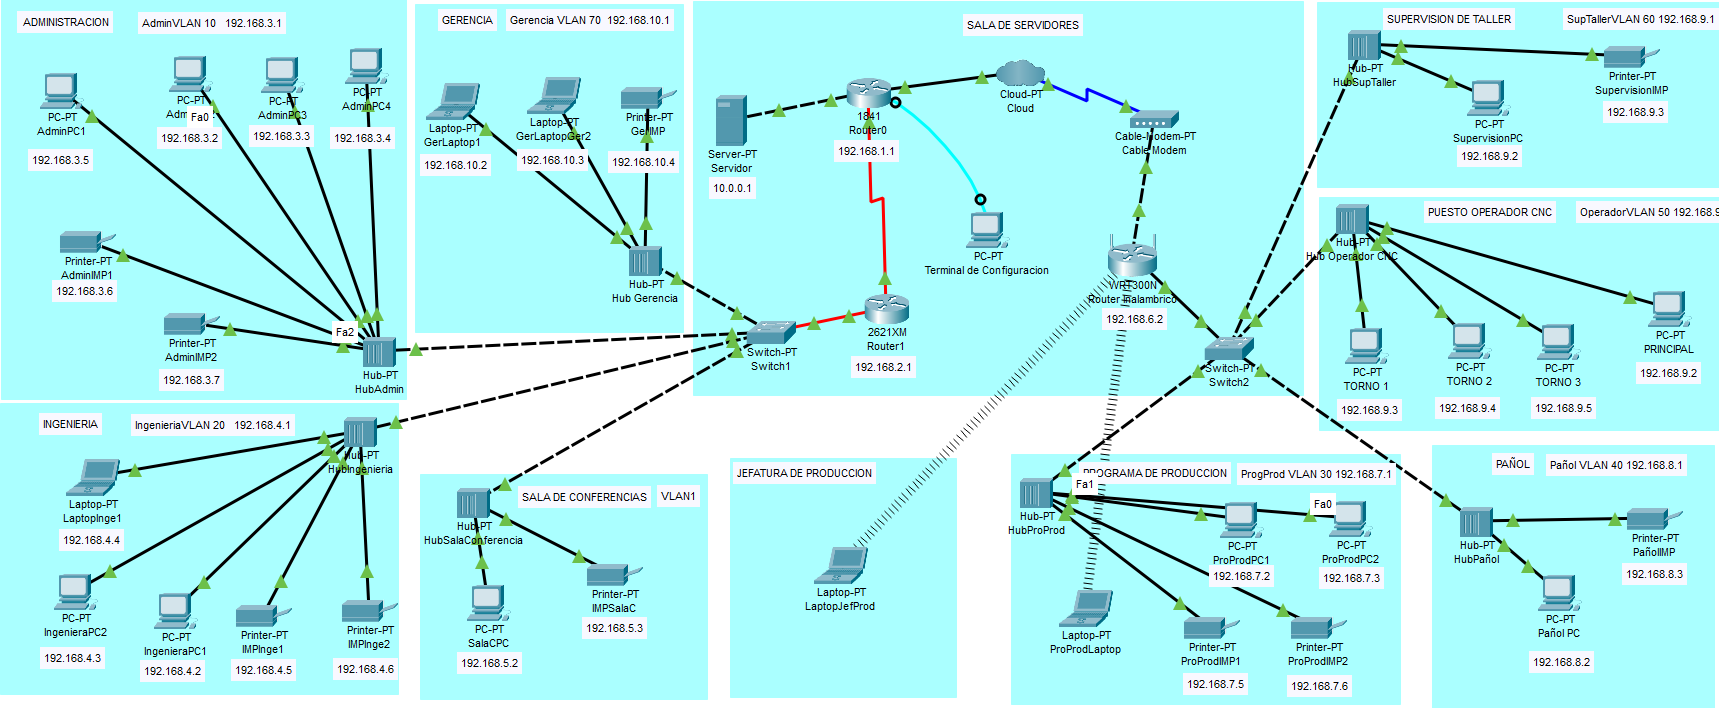 ADMINISTRACION
AdminVLAN 10 192.168.3.1
PC-PT
AdminPC1
192.168.3.5
PC-PT
Fa0
192.168.3.2
PC-PT
AdminPC3
192.168.3.3
PC-PT
AdminPC4
192.168.3.4
Printer-PT
AdminIMP1
192.168.3.6
Printer-PT
AdminIMP2
192.168.3.7
Fa2
Hub-PT
HubAdmin
GERENCIA
Gerencia VLAN 70 192.168.10.1
Laptop-PT
GerLaptop1
192.168.10.2
Laptop-PT
GerLaptopGer2
192.168.10.3
Printer-PT
GerIMP
192.168.10.4
Hub-PT
Hub Gerencia
SALA DE SERVIDORES
Server-PT
Servidor
10.0.0.1
1841
Router0
192.168.1.1
Cloud-PT
Cloud
Cable-Modem-PT
Cable Modem
PC-PT
Terminal de Configuracion
WRT300N
Router Inalambrico
192.168.6.2
2621XM
Router1
192.168.2.1
Switch-PT
Switch1
Switch-PT
Switch2
SUPERVISION DE TALLER
SupTallerVLAN 60 192.168.9.1
Hub-PT
HubSupTaller
Printer-PT
SupervisionIMP
192.168.9.3
PC-PT
SupervisionPC
192.168.9.2
PUESTO OPERADOR CNC
OperadorVLAN 50 192.168.9
Hub-PT
Hub Operador CNC
PC-PT
TORNO 1
192.168.9.3
PC-PT
TORNO 2
192.168.9.4
PC-PT
TORNO 3
192.168.9.5
PC-PT
PRINCIPAL
192.168.9.2
INGENIERIA
IngenieriaVLAN 20 192.168.4.1
Hub-PT
HubIngenieria
Laptop-PT
LaptopInge1
192.168.4.4
PC-PT
IngenieraPC2
192.168.4.3
PC-PT
IngenieraPC1
192.168.4.2
Printer-PT
IMPInge1
192.168.4.5
Printer-PT
IMPInge2
192.168.4.6
SALA DE CONFERENCIAS
VLAN1
Hub-PT
HubSalaConferencia
PC-PT
SalaCPC
192.168.5.2
Printer-PT
IMPSalaC
192.168.5.3
JEFATURA DE PRODUCCION
Laptop-PT
LaptopJefProd
PROGRAMA DE PRODUCCION
ProgProd VLAN 30 192.168.7.1
Fa1
Hub-PT
HubProProd
PC-PT
ProProdPC1
192.168.7.2
Fa0
PC-PT
ProProdPC2
192.168.7.3
Laptop-PT
ProProdLaptop
Printer-PT
ProProdIMP1
192.168.7.5
Printer-PT
ProProdIMP2
192.168.7.6
PAÑOL
Pañol VLAN 40 192.168.8.1
Hub-PT
HubPañol
Printer-PT
PañolIMP
192.168.8.3
PC-PT
Pañol PC
192.168.8.2